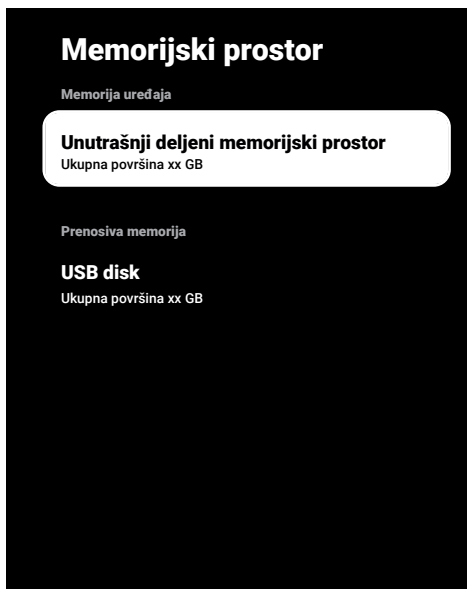 Memorijski prostor
Memorija uređaja
Unutrašnji deljeni memorijski prostor
Ukupna površina xx GB
Prenosiva memorija
USB disk
Ukupna površina xx GB